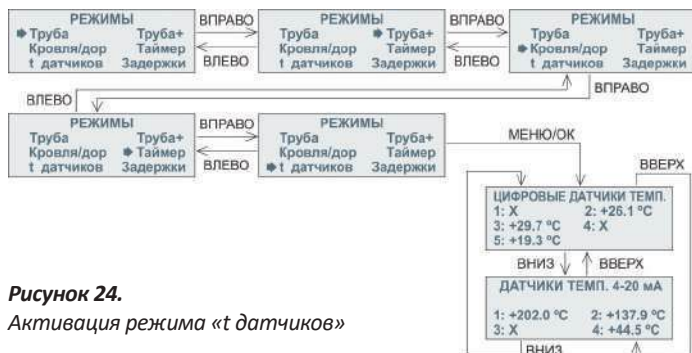 РЕЖИМЫ
Труба Труба+
Кровля/дор Таймер
t датчиков Задержки
ВПРАВО
ВЛЕВО
РЕЖИМЫ
Труба Труба+
Кровля/дор Таймер
t датчиков Задержки
ВПРАВО
ВЛЕВО
РЕЖИМЫ
Труба Труба+
Кровля/дор Таймер
t датчиков Задержки
ВЛЕВО
ВПРАВО
РЕЖИМЫ
Труба Труба+
Кровля/дор Таймер
t датчиков Задержки
ВПРАВО
ВЛЕВО
РЕЖИМЫ
Труба Труба+
Кровля/дор Таймер
t датчиков Задержки
МЕНЮ/ОК
ВВЕРХ
ЦИФРОВЫЕ ДАТЧИКИ ТЕМП.
1: X 2: +26.1 °C
3: +29.7 °C 4: X
5: +19.3 °C
ВНИЗ ВВЕРХ
ДАТЧИКИ ТЕМП. 4-20 мА
1: +202.0 °C 2: +137.9 °C
3: X 4: +44.5 °C
ВНИЗ
Рисунок 24.
Активация режима «t датчиков»